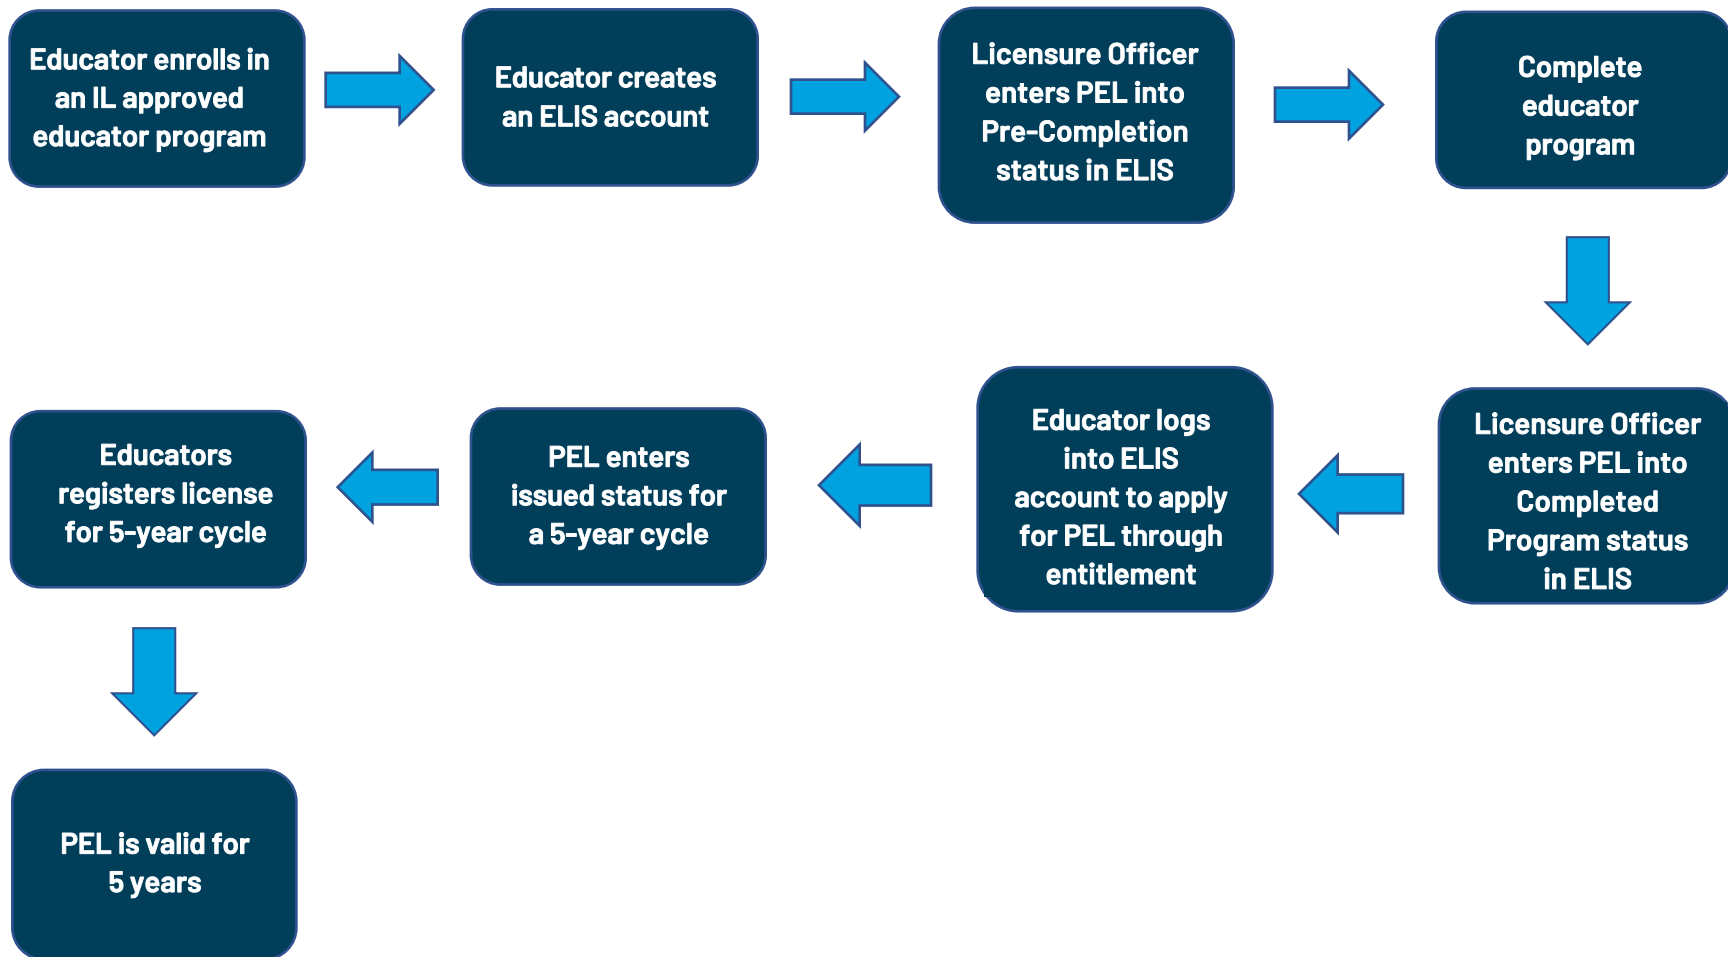 Educator enrolls in
an IL approved
educator program
Educator creates
an ELIS account
Licensure Officer
enters PEL into
Pre-Completion
status in ELIS
Complete
educator
program
Licensure Officer
enters PEL into
Completed
Program status
in ELIS
Educator logs
into ELIS
account to apply
for PEL through
entitlement
PEL enters
issued status for
a 5-year cycle
Educators
registers license
for 5-year cycle
PEL is valid for
5 years